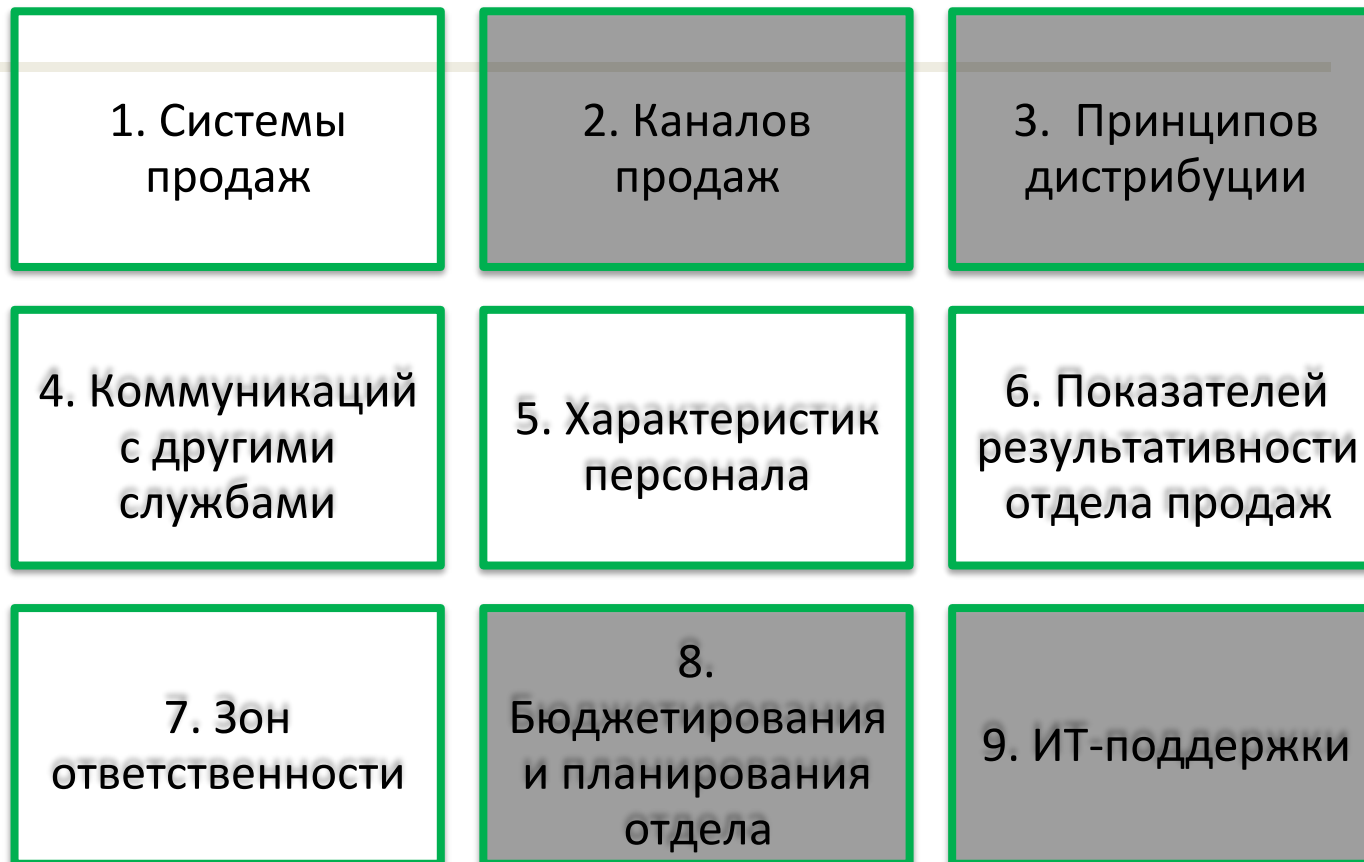 1. Системы
продаж
2. Каналов
продаж
3. Принципов
дистрибуции
4. Коммуникаций
с другими
службами
5. Характеристик
персонала
6. Показателей
результативности
отдела продаж
7. Зон
ответственности
8.
Бюджетирования
и планирования
отдела
9. ИТ-поддержки